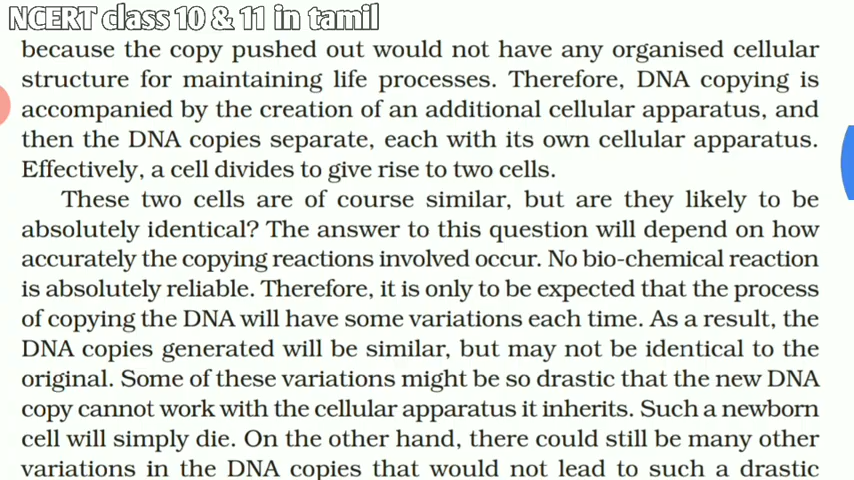 NCERT class 10 & 11 in tamil
because the copy pushed out would not have any organised cellular
structure for maintaining life processes. Therefore, DNA copying is
accompanied by the creation of an additional cellular apparatus, and
then the DNA copies separate, each with its own cellular apparatus.
Effectively, a cell divides to give rise to two cells.
These two cells are of course similar, but are they likely to be
absolutely identical? The answer to this question will depend on how
accurately the copying reactions involved occur. No bio-chemical reaction
is absolutely reliable. Therefore, it is only to be expected that the process
of copying the DNA will have some variations each time. As a result, the
DNA copies generated will be similar, but may not be identical to the
original. Some of these variations might be so drastic that the new DNA
copy cannot work with the cellular apparatus it inherits. Such a newborn
cell will simply die. On the other hand, there could still be many other
variations in the DNA copies that would not lead to such a drastic